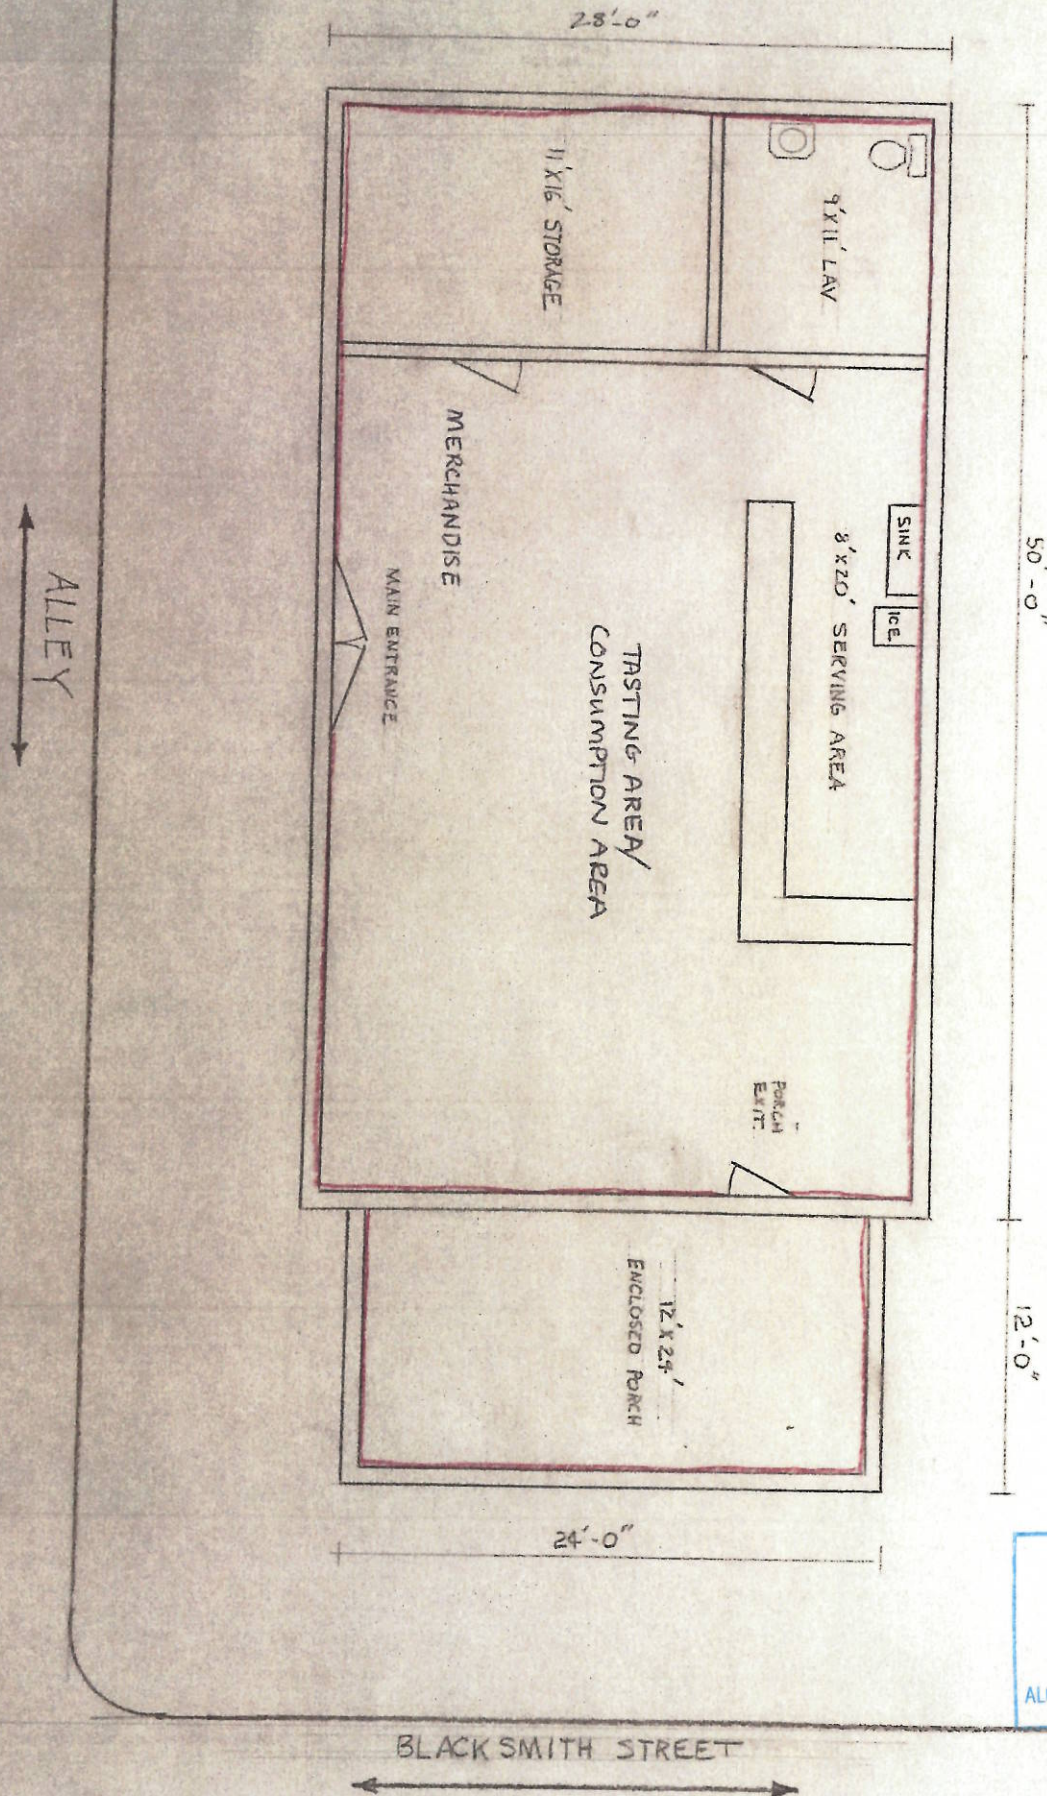 28'-0"
11'X16' STORAGE
9'X11' LAV
MERCHANDISE
MAIN ENTRANCE
SINK
ICE
8'X20' SERVING AREA
TASTING AREA/
CONSUMPTION AREA
50'-0"
ALLEY
PORCH
EXIT
12'X24'
ENCLOSED PORCH
12'-0"
24'-0"
BLACKSMITH STREET